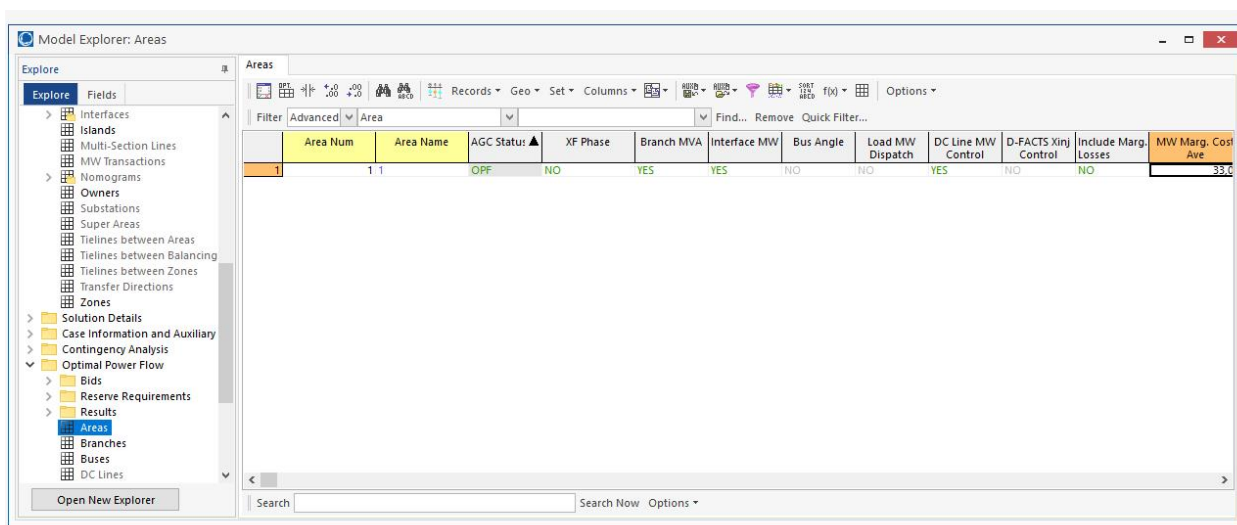 Model Explorer: Areas
Explore
Areas
Explore Fields
Records Geo Set Columns f(x) Options
Filter Advanced Area Find... Remove Quick Filter...
Interfaces
Islands
Multi-Section Lines
MW Transactions
Nomograms
Owners
Substations
Super Areas
Tielines between Areas
Tielines between Balancing
Tielines between Zones
Transfer Directions
Zones
Solution Details
Case Information and Auxiliary
Contingency Analysis
Optimal Power Flow
Bids
Reserve Requirements
Results
Areas
Branches
Buses
DC Lines
Open New Explorer
Area Num Area Name AGC Status XF Phase Branch MVA Interface MW Bus Angle Load MW Dispatch DC Line MW Control D-FACTS Xinj Control Include Marg. Losses MW Marg. Cost Ave
1 1 1 OPF NO YES YES NO NO YES NO NO 33,0
Search Search Now Options